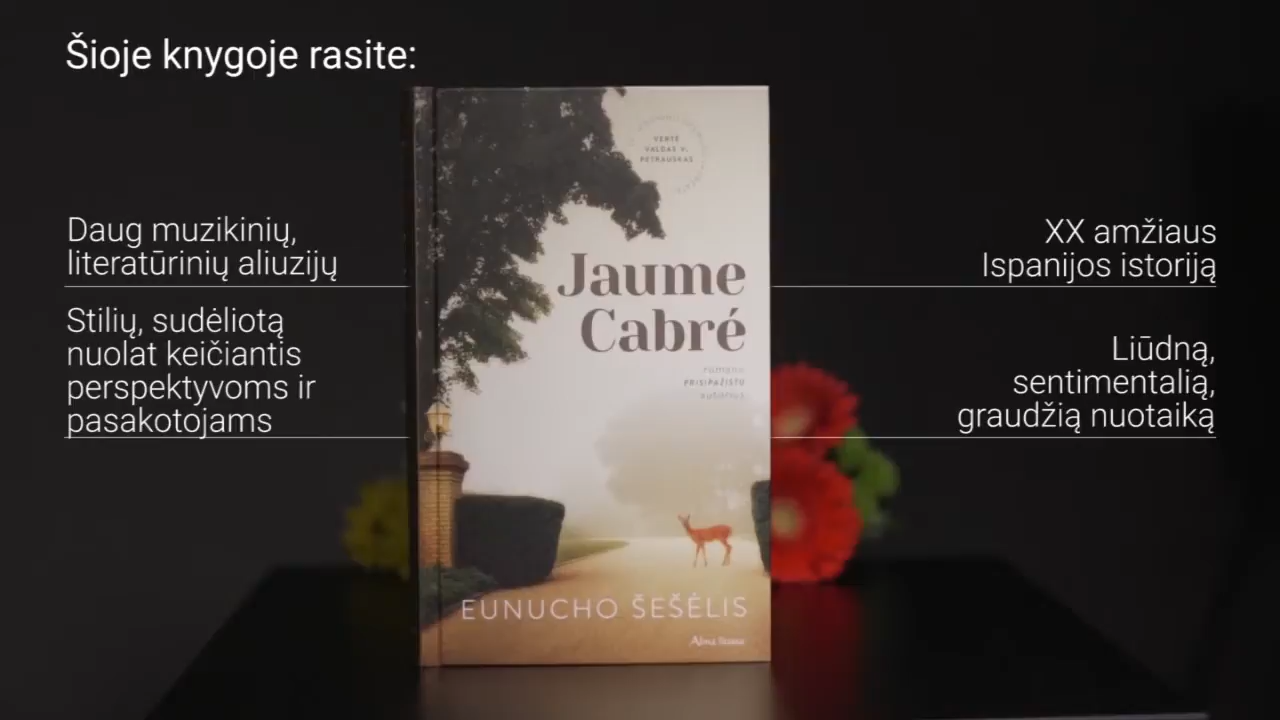 Šioje knygoje rasite:
Daug muzikinių,
literatūrinių aliuzijų
Stilių, sudėliotą
nuolat keičiantis
perspektyvoms ir
pasakotojams
VERTĖ
VALDAS V.
PETRAUSKAS
Jaume
Cabré
romano
PRISIPAŽĮSTU
autorius
EUNUCHO ŠEŠĖLIS
Alma littera
XX amžiaus
Ispanijos istoriją
Liūdną,
sentimentalią,
graudžią nuotaiką